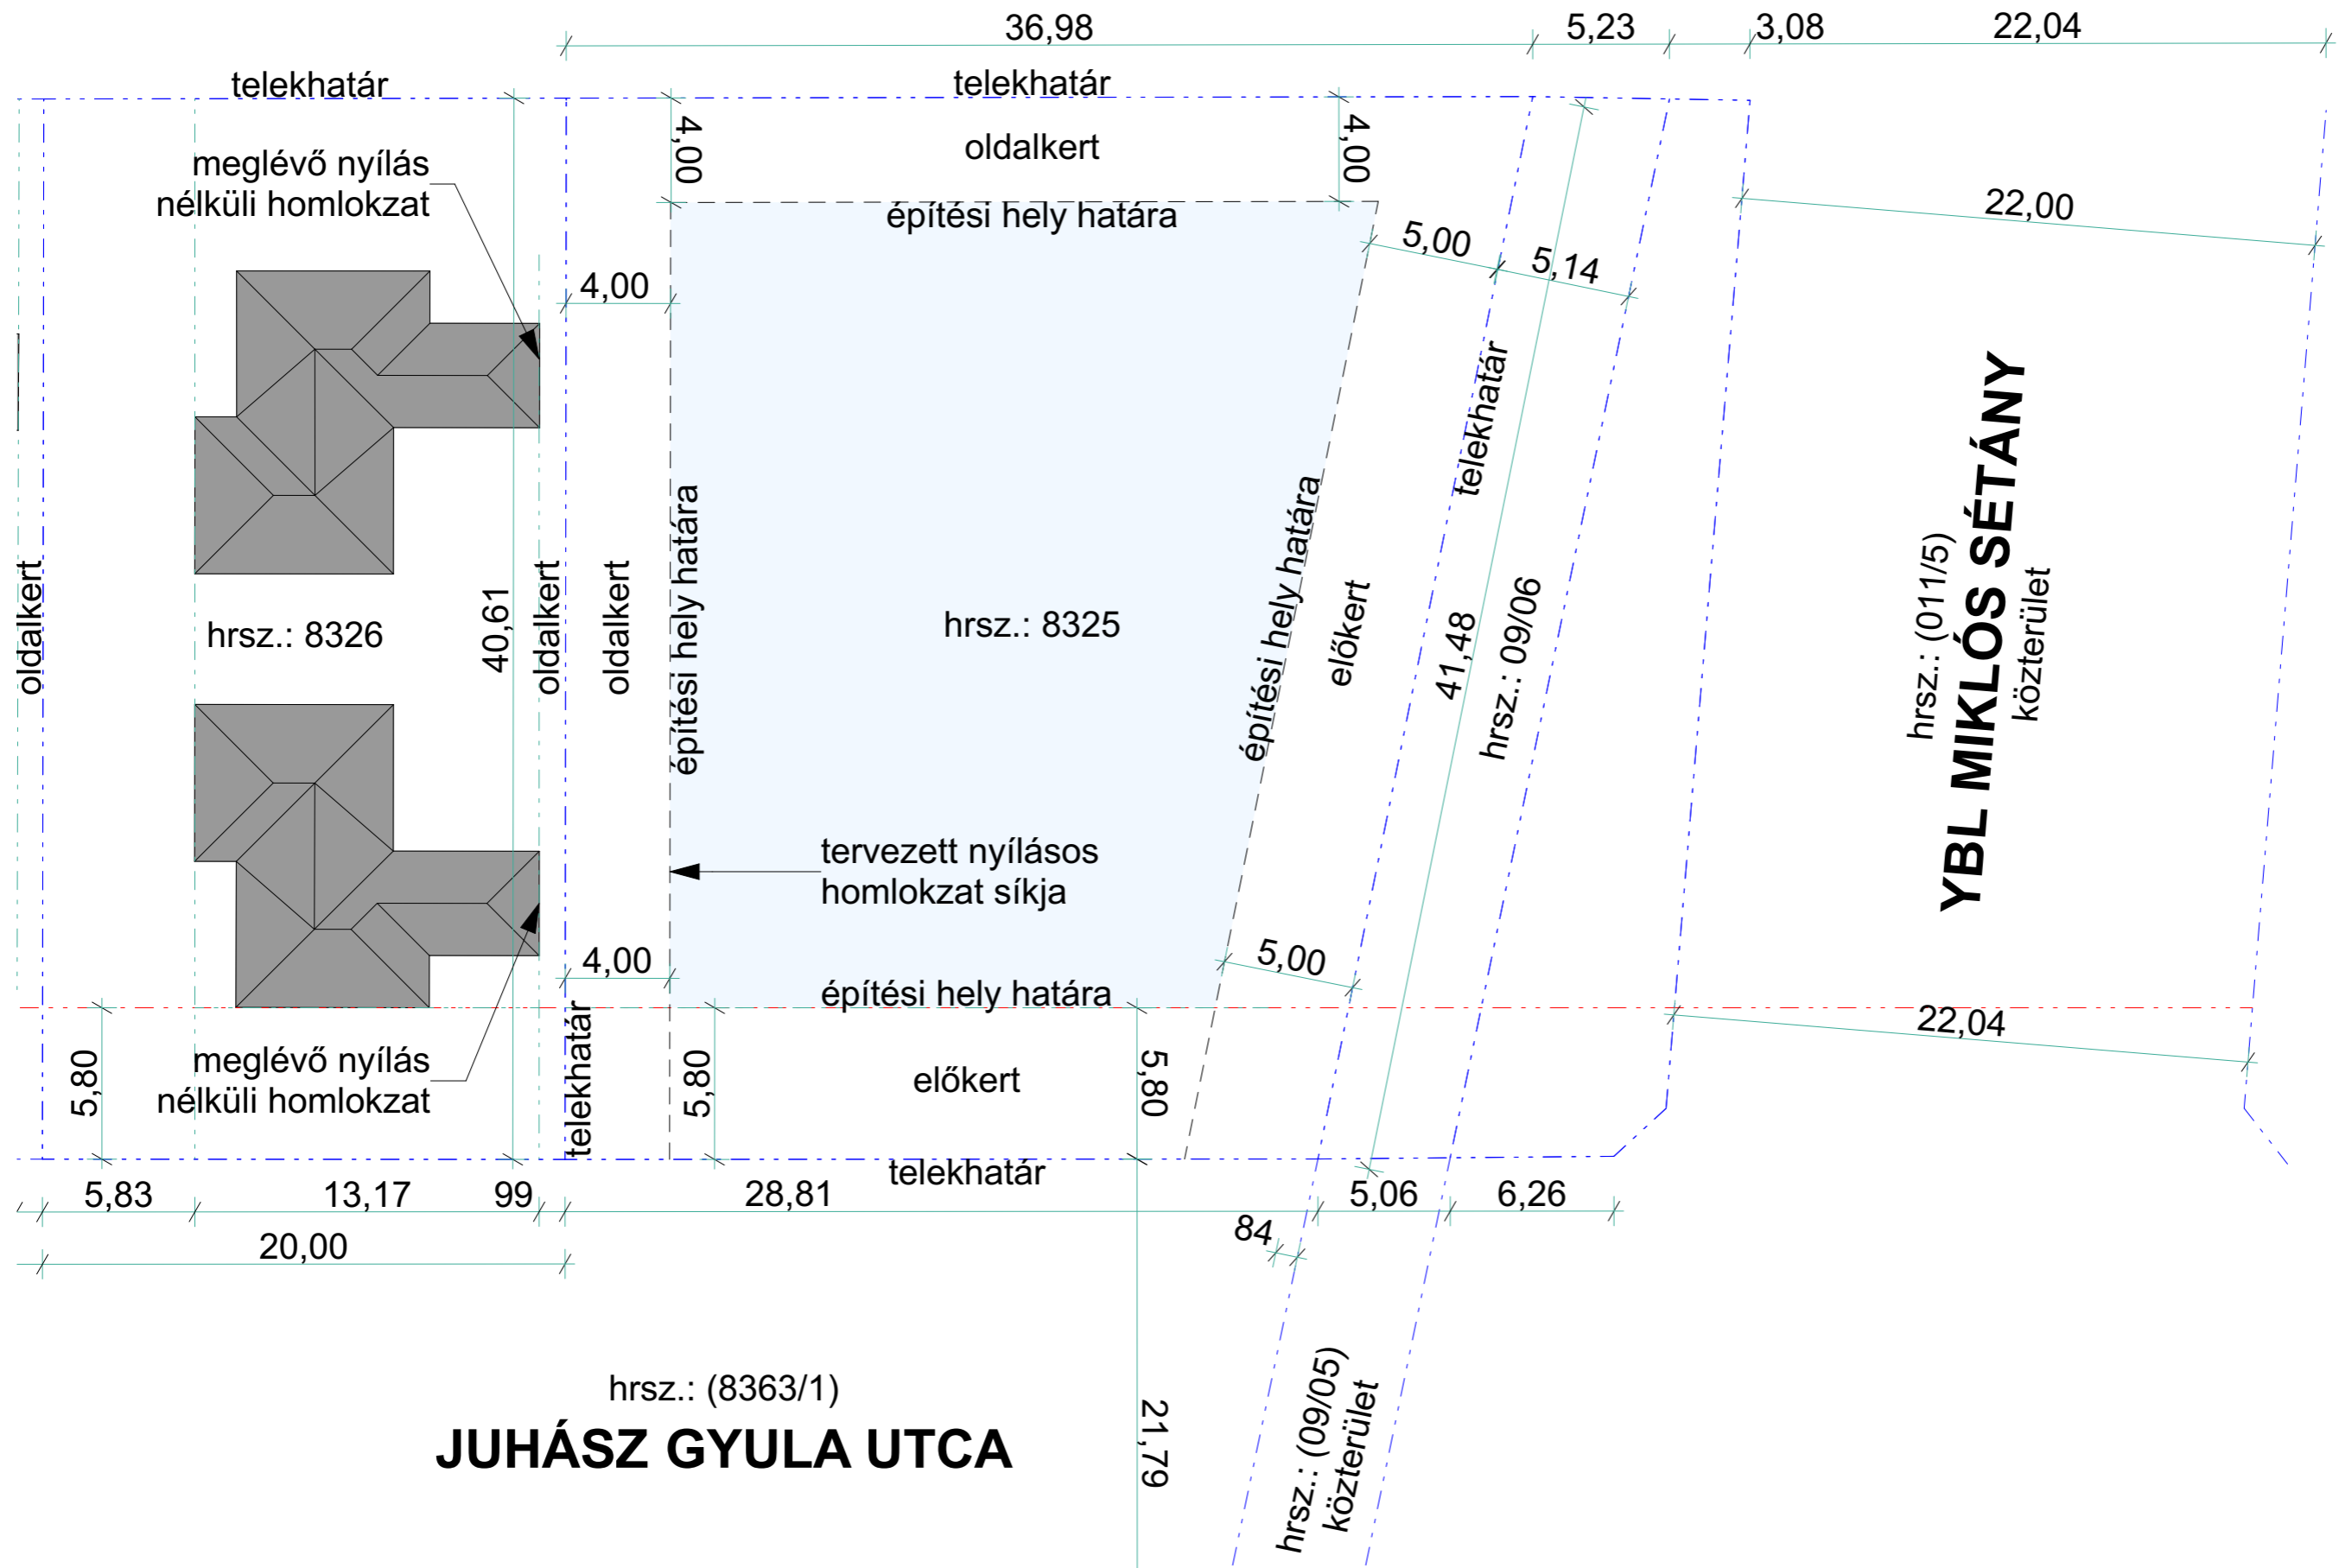 36,98
5,23
3,08
22,04
telekhatár
telekhatár
4,00
oldalkert
4,00
meglévő nyílás
nélküli homlokzat
építési hely határa
22,00
5,00
5,14
4,00
telekhatár
építési hely határa
építési hely határa
oldalkert
40,61
oldalkert
oldalkert
hrsz.: 8326
hrsz.: 8325
előkert
41,48
hrsz.: 09/06
hrsz.: (011/5)
YBL MIKLÓS SÉTÁNY
közterület
tervezett nyílásos
homlokzat síkja
4,00
5,00
építési hely határa
22,04
telekhatár
5,80
meglévő nyílás
nélküli homlokzat
5,80
előkert
5,80
telekhatár
5,83
13,17
99
28,81
5,06
6,26
84
20,00
hrsz.: (8363/1)
JUHÁSZ GYULA UTCA
21,79
hrsz.: (09/05)
közterület